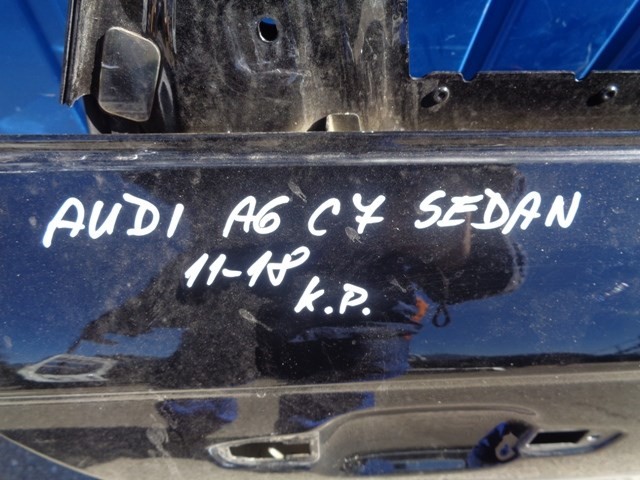 AUDI A6 C7 SEDAN
11-18
K.P.